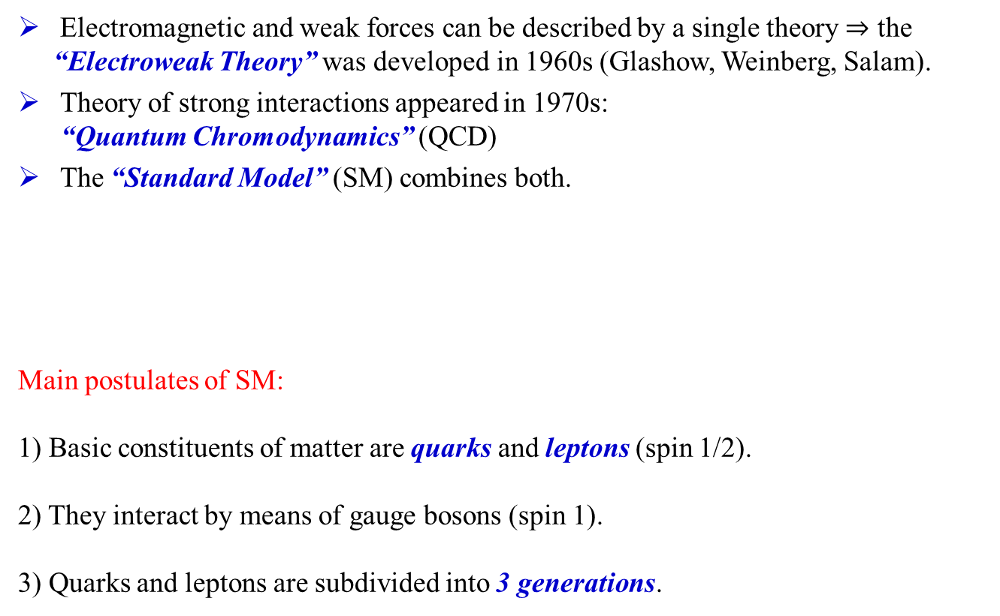 ➢ Electromagnetic and weak forces can be described by a single theory ⇒ the
“Electroweak Theory” was developed in 1960s (Glashow, Weinberg, Salam).
➢ Theory of strong interactions appeared in 1970s:
“Quantum Chromodynamics” (QCD)
➢ The “Standard Model” (SM) combines both.
Main postulates of SM:
1) Basic constituents of matter are quarks and leptons (spin 1/2).
2) They interact by means of gauge bosons (spin 1).
3) Quarks and leptons are subdivided into 3 generations.